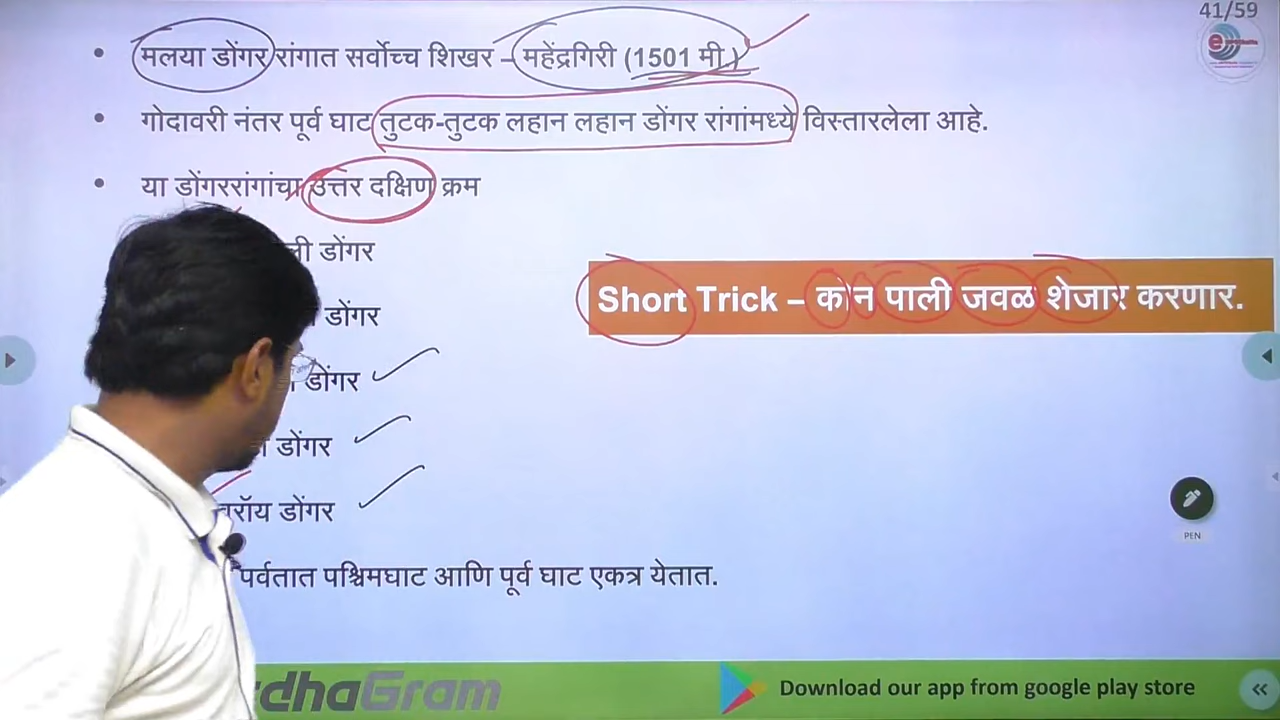 41/59
मलया डोंगर रांगात सर्वोच्च शिखर – महेंद्रगिरी (1501 मी.)
गोदावरी नंतर पूर्व घाट तुटक-तुटक लहान लहान डोंगर रांगांमध्ये विस्तारलेला आहे.
या डोंगररांगांचा उत्तर दक्षिण क्रम
डोंगर
Short Trick – कोन पाली जवळ शेजार करणार.
डोंगर
डोंगर
डोंगर
डोंगर
PEN
पर्वतात पश्चिमघाट आणि पूर्व घाट एकत्र येतात.
dhaGram
Download our app from google play store